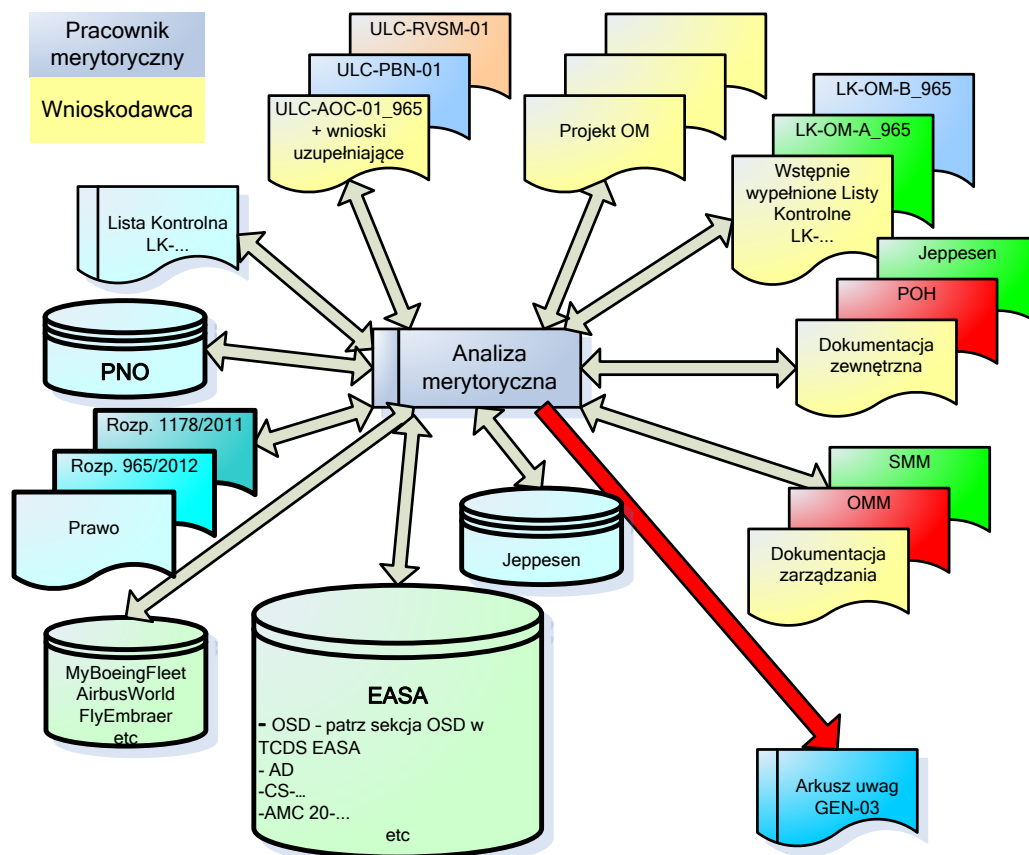 Pracownik
merytoryczny
Wnioskodawca
ULC-RVSM-01
ULC-PBN-01
ULC-AOC-01_965
+ wnioski
uzupełniające
Projekt OM
LK-OM-B_965
LK-OM-A_965
Wstępnie
wypełnione Listy
Kontrolne
LK-...
Lista Kontrolna
LK-...
Jeppesen
POH
Dokumentacja
zewnętrzna
PNO
Analiza
merytoryczna
Rozp. 1178/2011
Rozp. 965/2012
Prawo
SMM
OMM
Dokumentacja
zarządzania
Jeppesen
MyBoeingFleet
AirbusWorld
FlyEmbraer
etc
EASA
- OSD - patrz sekcja OSD w
TCDS EASA
- AD
-CS-...
-AMC 20-...
etc
Arkusz uwag
GEN-03